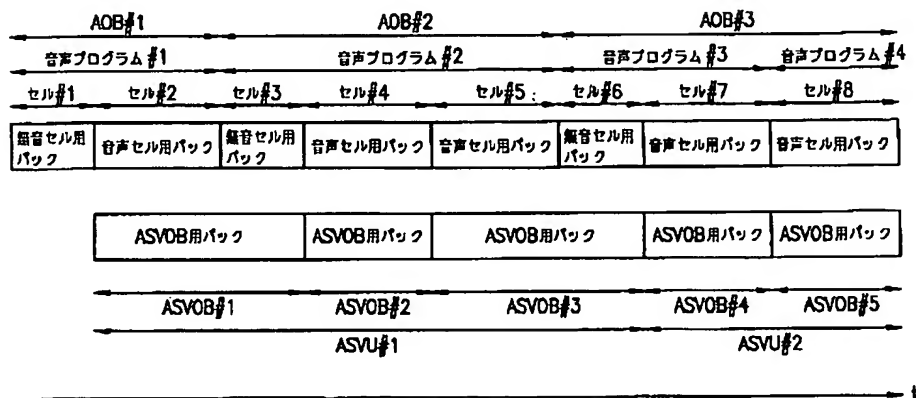 AOB#1 AOB#2 AOB#3
音声プログラム#1 音声プログラム#2 音声プログラム#3 音声プログラム#4
セル#1 セル#2 セル#3 セル#4 セル#5 セル#6 セル#7 セル#8
無音セル用パック 音声セル用パック 無音セル用パック 音声セル用パック 音声セル用パック 無音セル用パック 音声セル用パック 音声セル用パック
ASVOB用パック ASVOB用パック ASVOB用パック ASVOB用パック ASVOB用パック
ASVOB#1 ASVOB#2 ASVOB#3 ASVOB#4 ASVOB#5
ASVU#1 ASVU#2
t